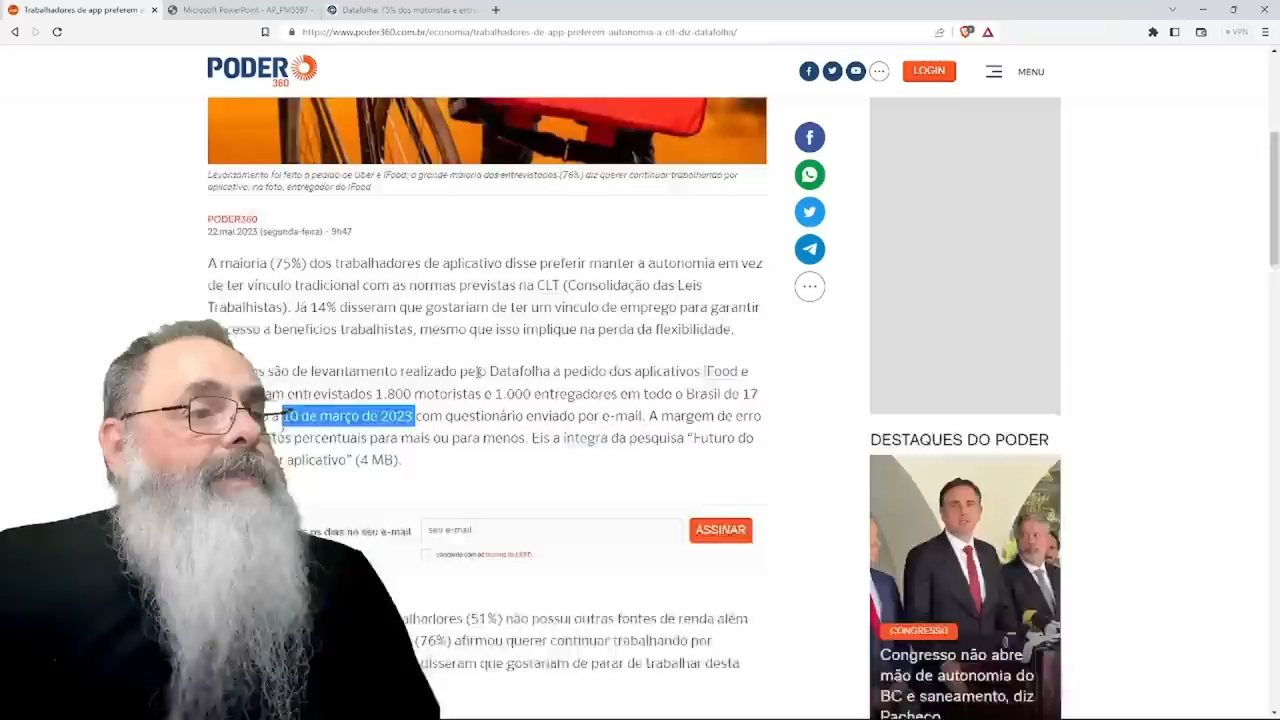 Trabalhadores de app preferem a
Microsoft PowerPoint - AP_PM5597 -
Datafolha: 75% dos motoristas e entre
https://www.poder360.com.br/economia/trabalhadores-de-app-preferem-autonomia-a-clt-diz-datafolha/
VPN
PODER
360
LOGIN
MENU
Levantamento foi feito a pedido de Uber e iFood; a grande maioria dos entrevistados (76%) diz querer continuar trabalhando por
aplicativo; na foto, entregador do iFood
PODER360
22.mai.2023 (segunda-feira) - 9h47
A maioria (75%) dos trabalhadores de aplicativo disse preferir manter a autonomia em vez
de ter vínculo tradicional com as normas previstas na CLT (Consolidação das Leis
Trabalhistas). Já 14% disseram que gostariam de ter um vínculo de emprego para garantir
cesso a benefícios trabalhistas, mesmo que isso implique na perda da flexibilidade.
s são de levantamento realizado pelo Datafolha a pedido dos aplicativos iFood e
am entrevistados 1.800 motoristas e 1.000 entregadores em todo o Brasil de 17
a 10 de março de 2023 com questionário enviado por e-mail. A margem de erro
tos percentuais para mais ou para menos. Eis a íntegra da pesquisa “Futuro do
r aplicativo” (4 MB).
os dias no seu e-mail
seu e-mail
ASSINAR
concordo com os termos da LGPD.
alhadores (51%) não possui outras fontes de renda além
(76%) afirmou querer continuar trabalhando por
disseram que gostariam de parar de trabalhar desta
DESTAQUES DO PODER
CONGRESSO
Congresso não abre
mão de autonomia do
BC e saneamento, diz
Pacheco